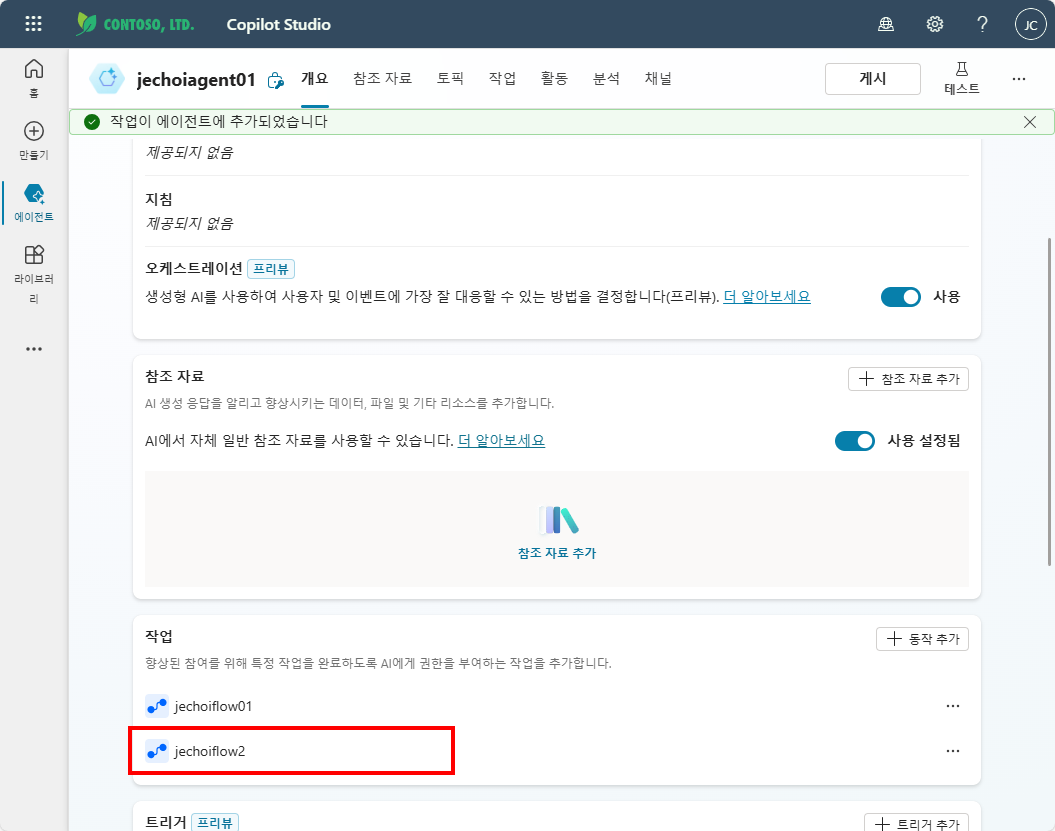 CONTOSO, LTD. Copilot Studio ? JC
홈
만들기
에이전트
라이브러
리
jechoiagent01 개요 참조 자료 토픽 작업 활동 분석 채널 게시 테스트
작업이 에이전트에 추가되었습니다
제공되지 않음
지침
제공되지 않음
오케스트레이션 프리뷰
생성형 AI를 사용하여 사용자 및 이벤트에 가장 잘 대응할 수 있는 방법을 결정합니다(프리뷰). 더 알아보세요 사용
참조 자료 참조 자료 추가
AI 생성 응답을 알리고 향상시키는 데이터, 파일 및 기타 리소스를 추가합니다.
AI에서 자체 일반 참조 자료를 사용할 수 있습니다. 더 알아보세요 사용 설정됨
참조 자료 추가
작업 동작 추가
향상된 참여를 위해 특정 작업을 완료하도록 AI에게 권한을 부여하는 작업을 추가합니다.
jechoiflow01
jechoiflow2
트리거 프리뷰 트리거 추가